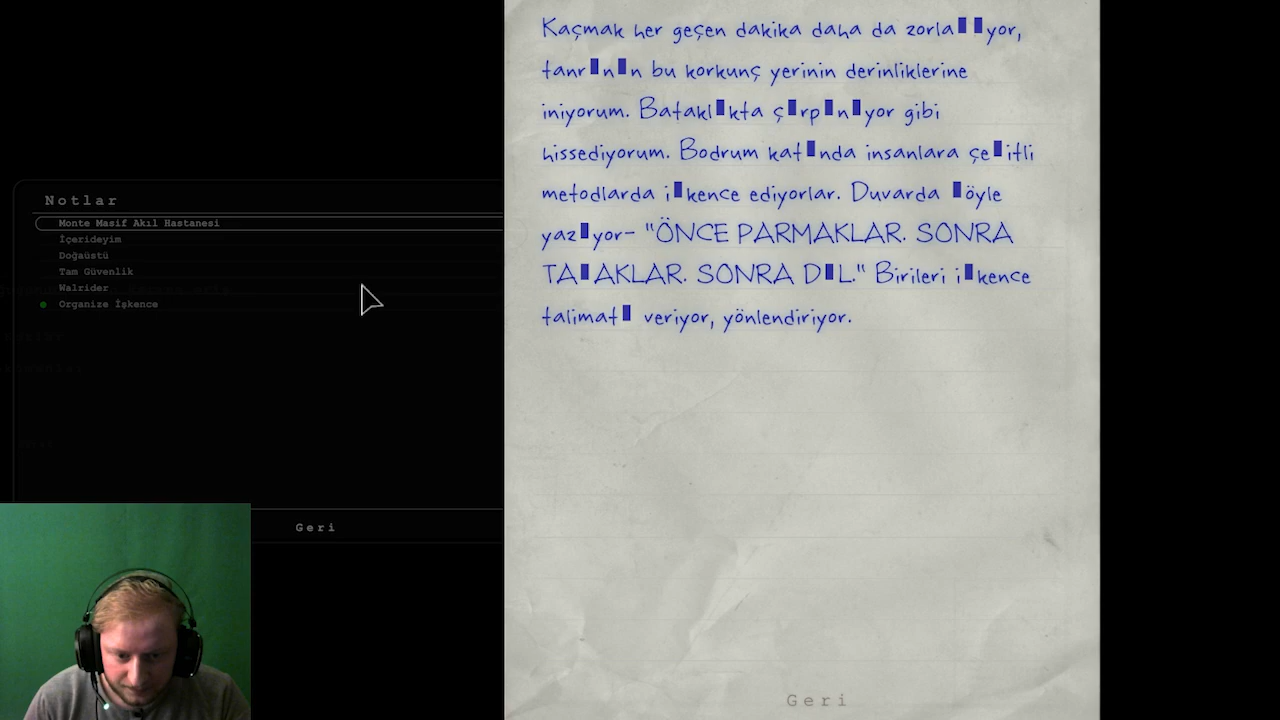 Notlar
Monte Masif Akıl Hastanesi
İçerideyim
Doğaüstü
Tam Güvenlik
Walrider
Organize İşkence
Geri
Kaçmak her geçen dakika daha da zorla▮▮yor,
tanr▮n▮n bu korkunç yerinin derinliklerine
iniyorum. Batakl▮kta ç▮rp▮n▮yor gibi
hissediyorum. Bodrum kat▮nda insanlara çe▮itli
metodlarda i▮kence ediyorlar. Duvarda ▮öyle
yaz▮yor- "ÖNCE PARMAKLAR. SONRA
TA▮AKLAR. SONRA D▮L." Birileri i▮kence
talimat▮ veriyor, yönlendiriyor.
Geri